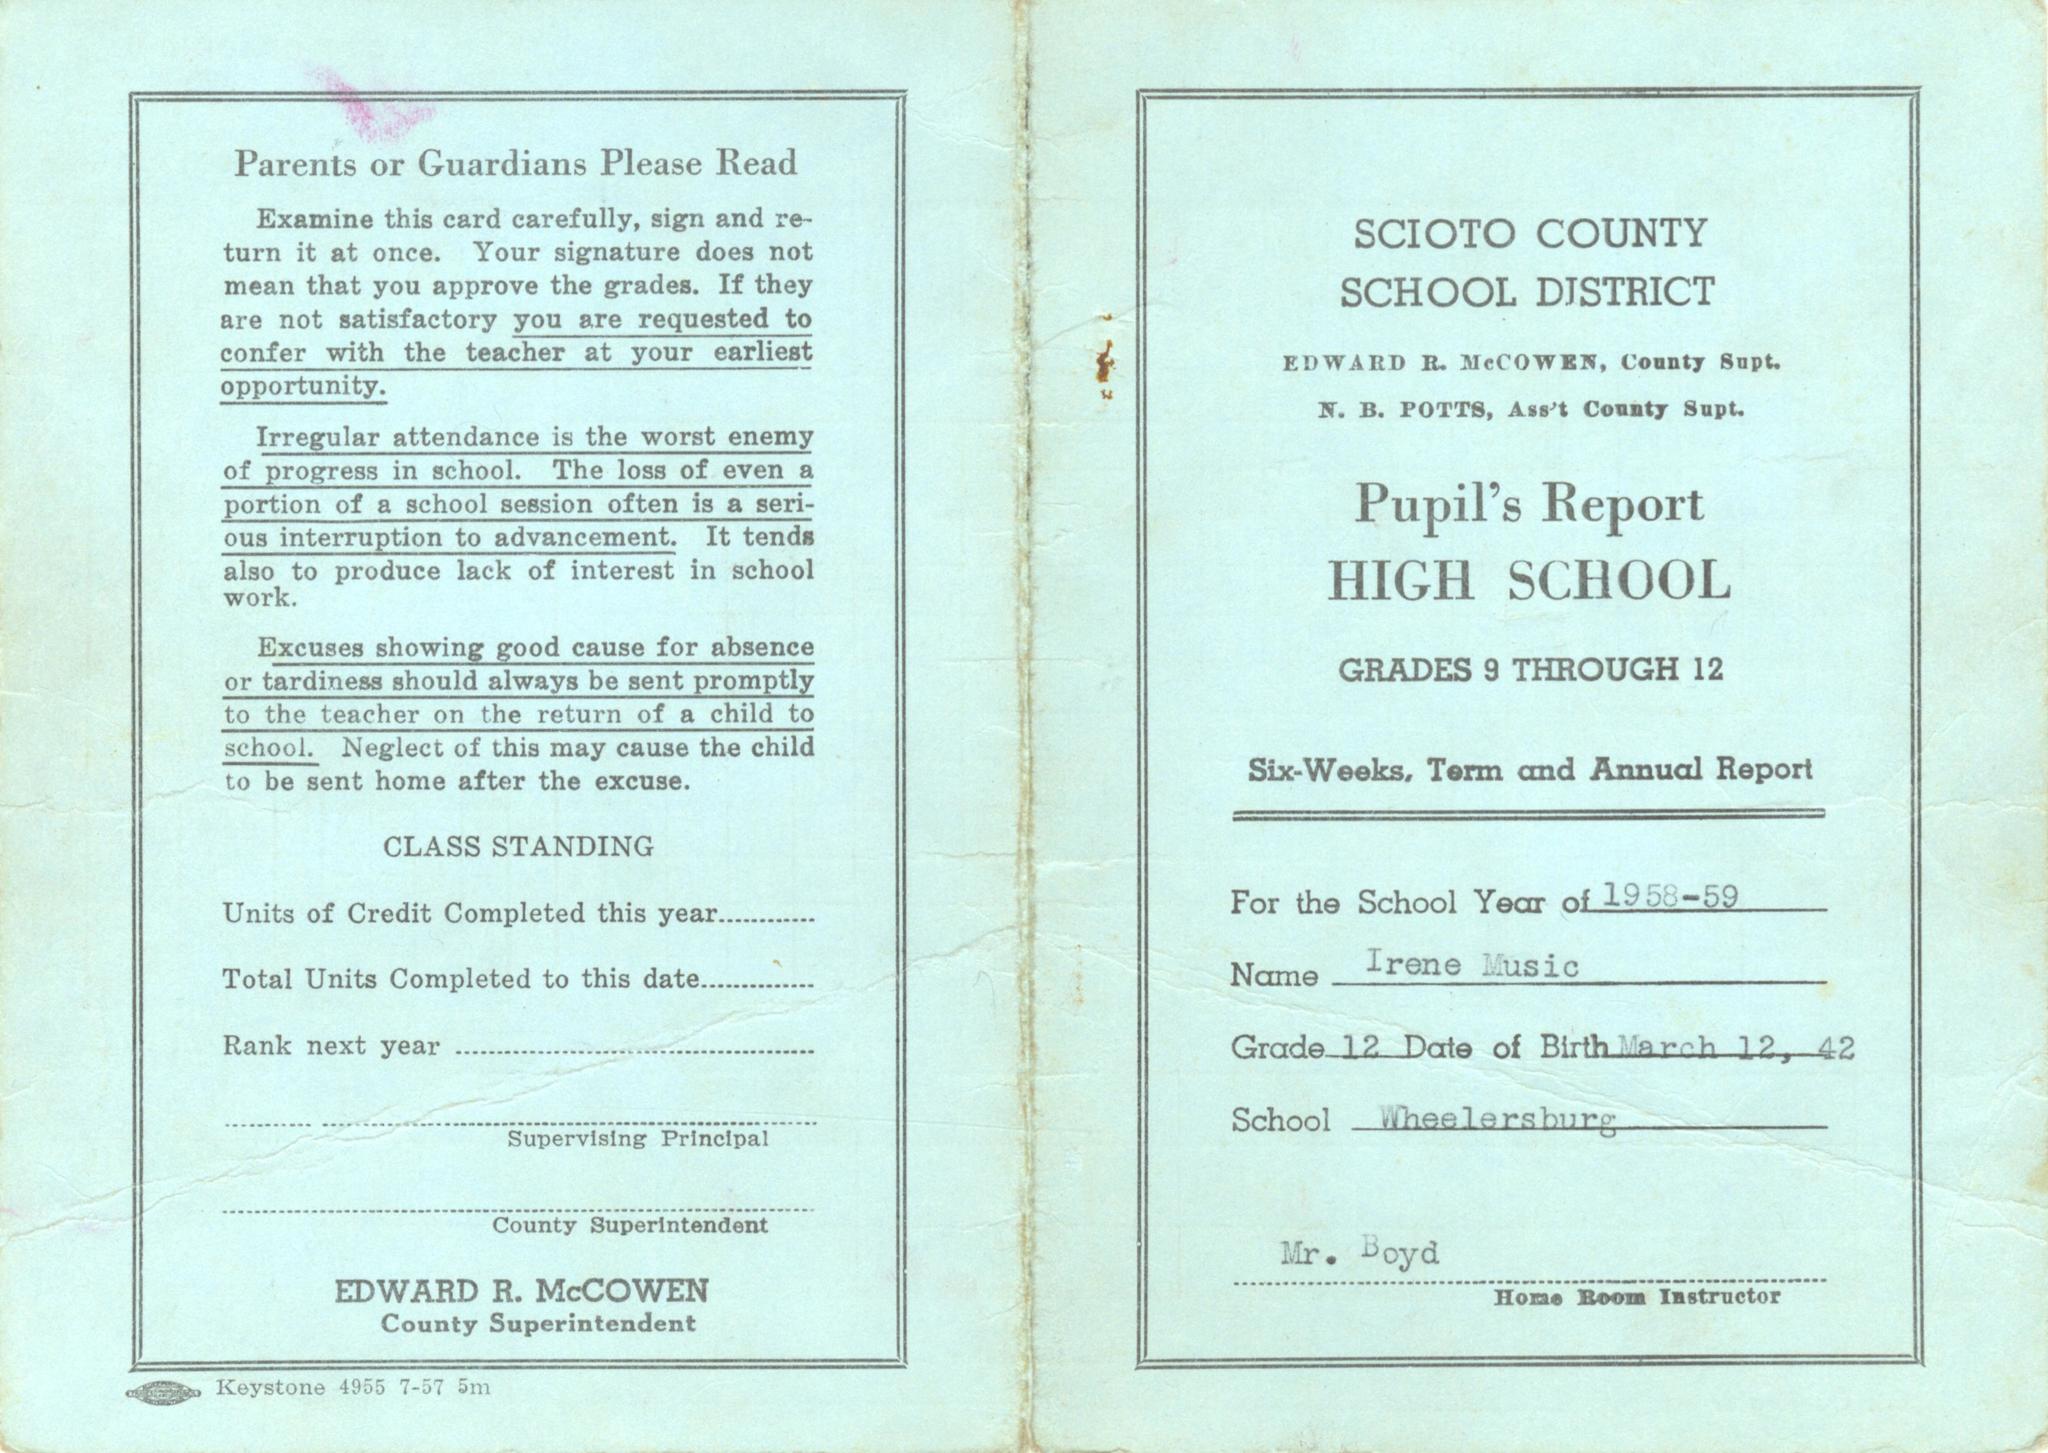 Parents or Guardians Please Read
Examine this card carefully, sign and re-
turn it at once. Your signature does not
mean that you approve the grades. If they
are not satisfactory you are requested to
confer with the teacher at your earliest
opportunity.
Irregular attendance is the worst enemy
of progress in school. The loss of even a
portion of a school session often is a seri-
ous interruption to advancement. It tends
also to produce lack of interest in school
work.
Excuses showing good cause for absence
or tardiness should always be sent promptly
to the teacher on the return of a child to
school. Neglect of this may cause the child
to be sent home after the excuse.
CLASS STANDING
Units of Credit Completed this year
Total Units Completed to this date
Rank next year
Supervising Principal
County Superintendent
EDWARD R. McCOWEN
County Superintendent
Keystone 4955 7-57 5m
SCIOTO COUNTY
SCHOOL DISTRICT
EDWARD R. McCOWEN, County Supt.
N. B. POTTS, Ass't County Supt.
Pupil's Report
HIGH SCHOOL
GRADES 9 THROUGH 12
Six-Weeks, Term and Annual Report
For the School Year of 1958-59
Name Irene Music
Grade 12 Date of Birth March 12, 42
School Wheelersburg
Mr. Boyd
Home Room Instructor